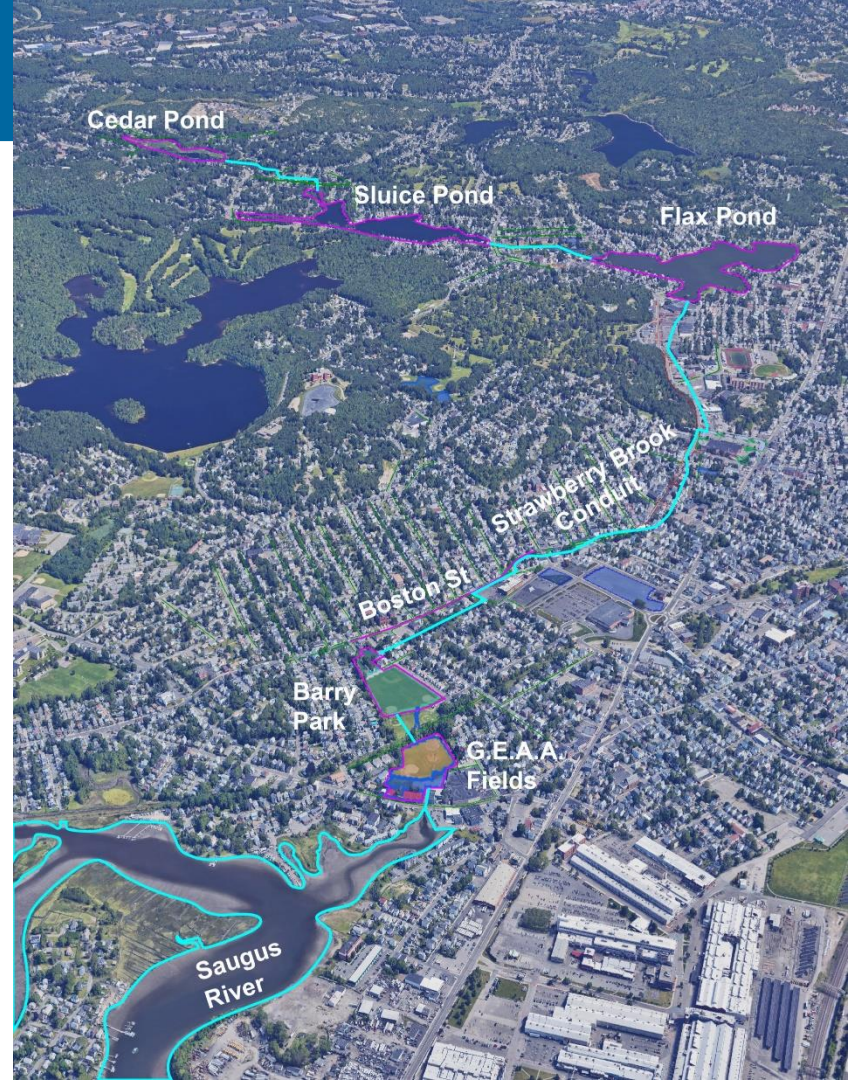 Cedar Pond
Sluice Pond
Flax Pond
Strawberry Brook
Conduit
Boston St
Barry
Park
G.E.A.A.
Fields
Saugus
River